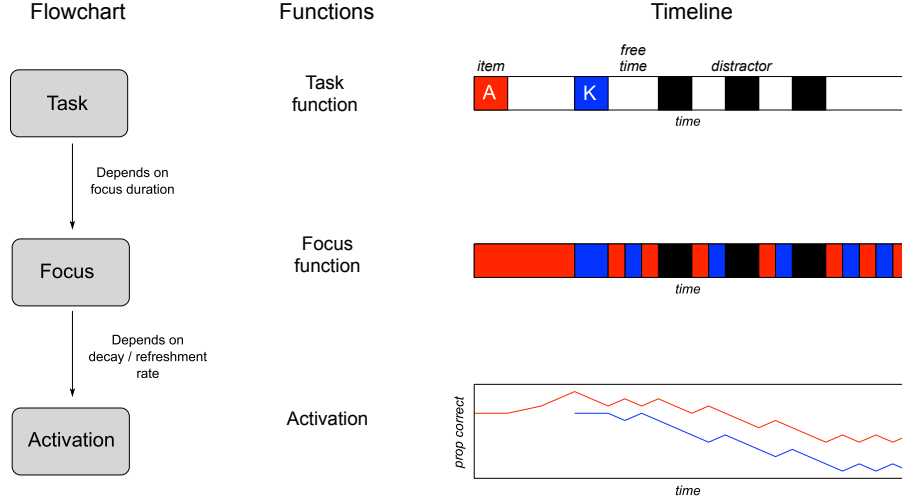 Flowchart
Functions
Timeline
Task
Task
function
item
free
time
distractor
A
K
time
Depends on
focus duration
Focus
Focus
function
time
Depends on
decay / refreshment
rate
Activation
Activation
prop correct
time